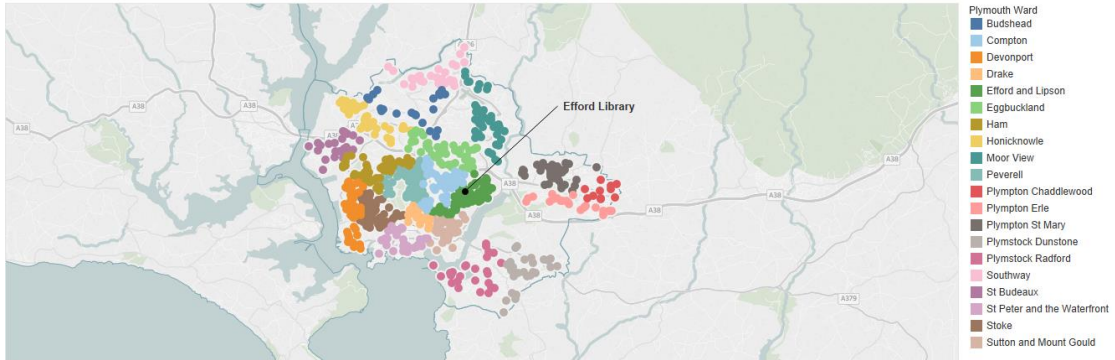 Plymouth Ward
Budshead
Compton
Devonport
Drake
Efford and Lipson
Eggbuckland
Ham
Honicknowle
Moor View
Peverell
Plympton Chaddlewood
Plympton Erle
Plympton St Mary
Plymstock Dunstone
Plymstock Radford
Southway
St Budeaux
St Peter and the Waterfront
Stoke
Sutton and Mount Gould
Efford Library
A38
A38
A38
A38
A38
A38
A38
A379